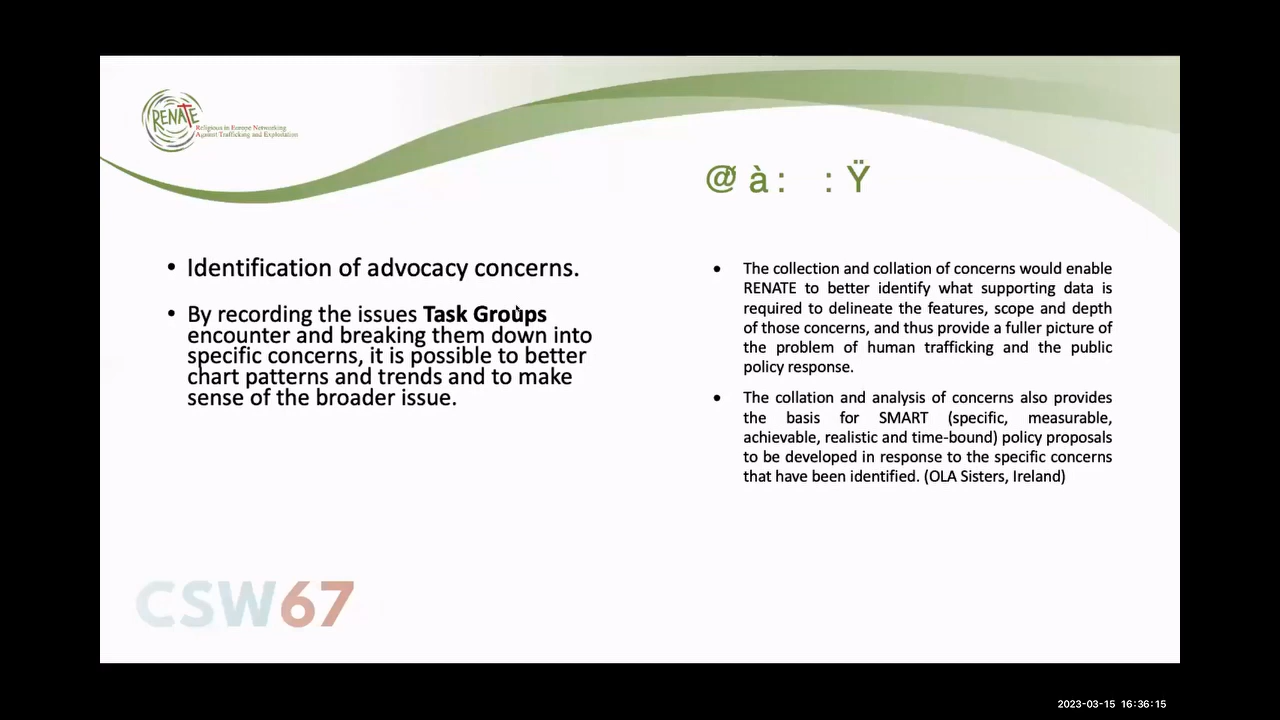 RENATE
Religious in Europe Networking
Against Trafficking and Exploitation
@ à : : Ÿ
• Identification of advocacy concerns.
• By recording the issues Task Groups
encounter and breaking them down into
specific concerns, it is possible to better
chart patterns and trends and to make
sense of the broader issue.
• The collection and collation of concerns would enable
RENATE to better identify what supporting data is
required to delineate the features, scope and depth
of those concerns, and thus provide a fuller picture of
the problem of human trafficking and the public
policy response.
• The collation and analysis of concerns also provides
the basis for SMART (specific, measurable,
achievable, realistic and time-bound) policy proposals
to be developed in response to the specific concerns
that have been identified. (OLA Sisters, Ireland)
CSW67
2023-03-15 16:36:15